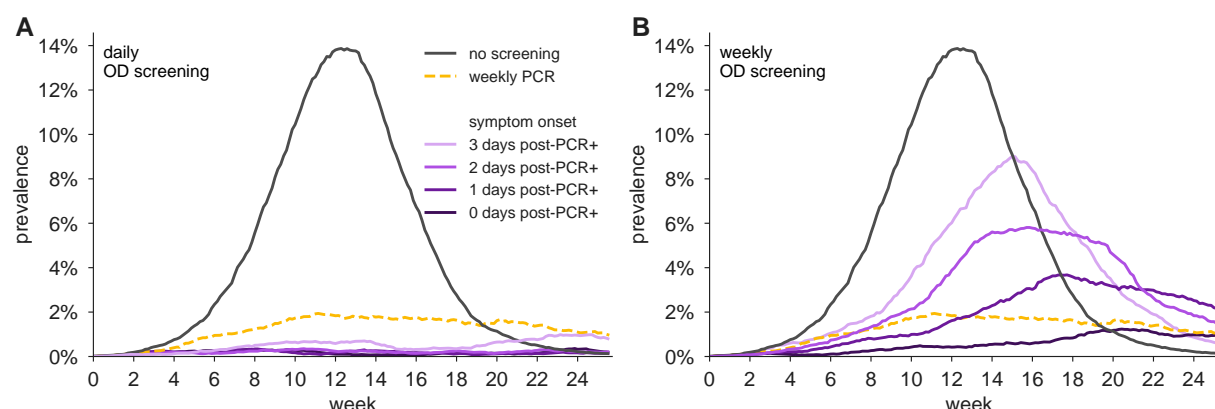 A
14%
12%
10%
8%
6%
4%
2%
0%
prevalence
daily
OD screening
no screening
weekly PCR
symptom onset
3 days post-PCR+
2 days post-PCR+
1 days post-PCR+
0 days post-PCR+
0 2 4 6 8 10 12 14 16 18 20 22 24
week
B
14%
12%
10%
8%
6%
4%
2%
0%
prevalence
weekly
OD screening
0 2 4 6 8 10 12 14 16 18 20 22 24
week